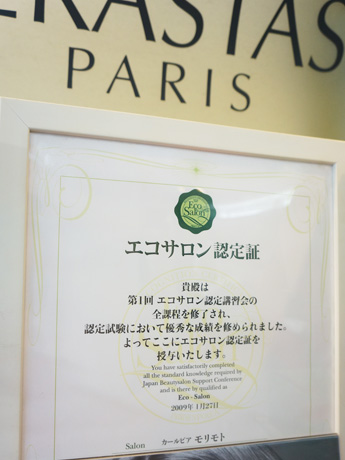 ERASTAS
PARIS
Eco
Salon
エコサロン認定証
貴殿は
第1回 エコサロン認定講習会の
全課程を修了され、
認定試験において優秀な成績を修められました。
よってここにエコサロン認定証を
授与いたします。
You have satisfactorily completed
all the standard knowledge required by
Japan Beautysalon Support Conference
and is there by qualified as
Eco - Salon
2009年 1月27日
Salon カールピア モリモト